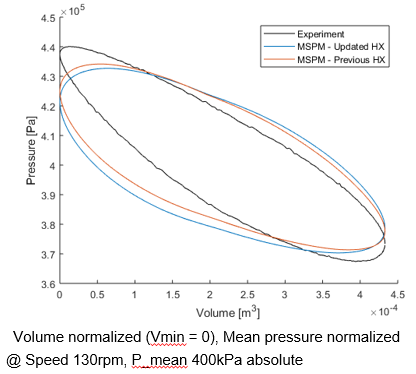 ×10⁵
4.5
4.4
4.3
4.2
4.1
4
3.9
3.8
3.7
3.6
Pressure [Pa]
Experiment
MSPM - Updated HX
MSPM - Previous HX
0 0.5 1 1.5 2 2.5 3 3.5 4 4.5
Volume [m³]
×10⁻⁴
Volume normalized (Vmin = 0), Mean pressure normalized
@ Speed 130rpm, P_mean 400kPa absolute